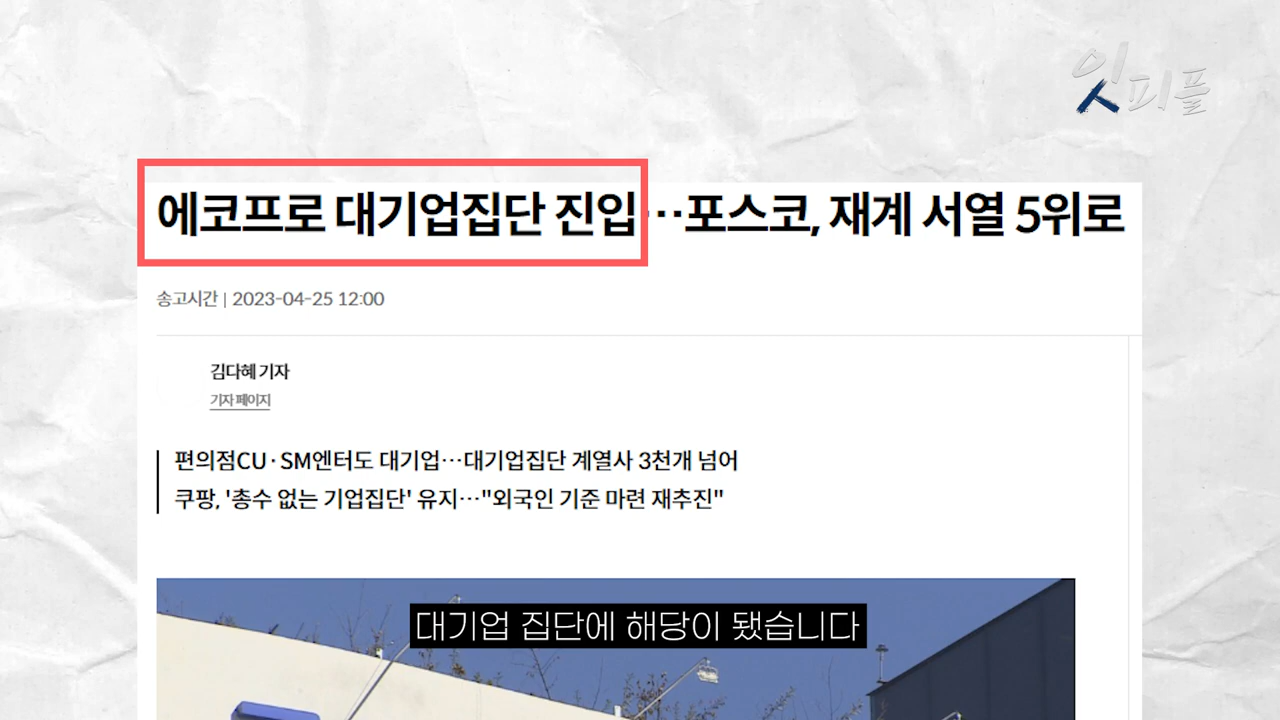 잇피플
에코프로 대기업집단 진입…포스코, 재계 서열 5위로
송고시간 | 2023-04-25 12:00
김다혜 기자
기자 페이지
편의점CU·SM엔터도 대기업…대기업집단 계열사 3천개 넘어
쿠팡, '총수 없는 기업집단' 유지…"외국인 기준 마련 재추진"
대기업 집단에 해당이 됐습니다